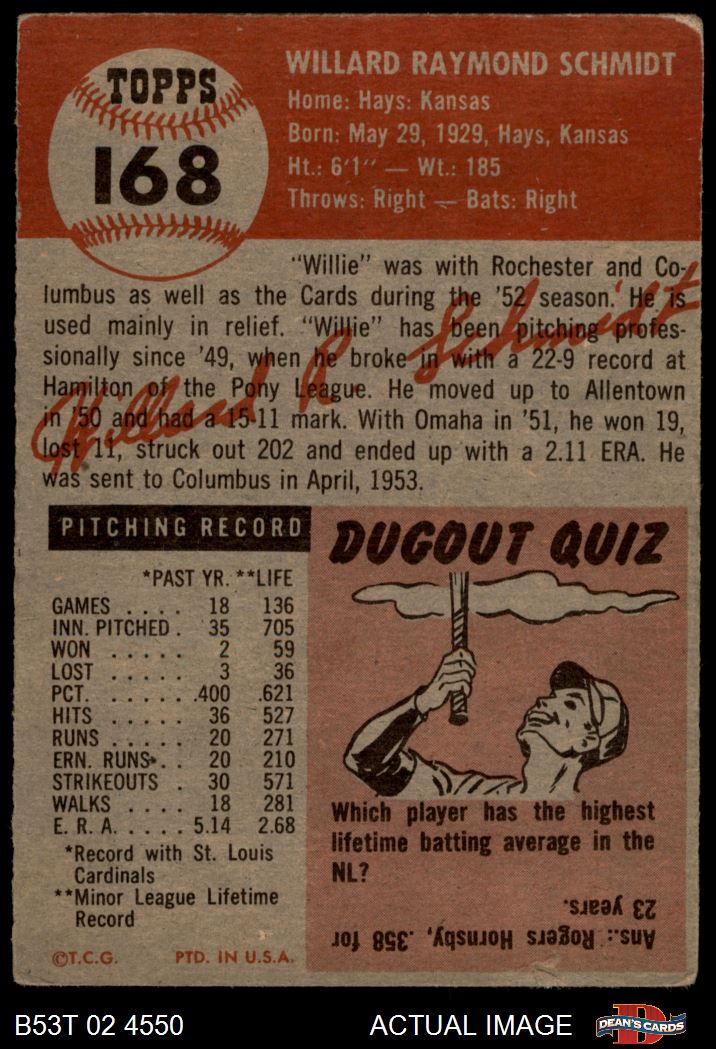 TOPPS
168
WILLARD RAYMOND SCHMIDT
Home: Hays: Kansas
Born: May 29, 1929, Hays, Kansas
Ht.: 6'1" — Wt.: 185
Throws: Right — Bats: Right
"Willie" was with Rochester and Co-
lumbus as well as the Cards during the '52 season. He is
used mainly in relief. "Willie" has been pitching profes-
sionally since '49, when he broke in with a 22-9 record at
Hamilton of the Pony League. He moved up to Allentown
in '50 and had a 15-11 mark. With Omaha in '51, he won 19,
lost 11, struck out 202 and ended up with a 2.11 ERA. He
was sent to Columbus in April, 1953.
Willard R. Schmidt
PITCHING RECORD
*PAST YR. **LIFE
GAMES .... 18 136
INN. PITCHED . 35 705
WON ..... 2 59
LOST ..... 3 36
PCT. ..... .400 .621
HITS ..... 36 527
RUNS ..... 20 271
ERN. RUNS . . 20 210
STRIKEOUTS . 30 571
WALKS .... 18 281
E. R. A. .... 5.14 2.68
*Record with St. Louis
Cardinals
**Minor League Lifetime
Record
©T.C.G. PTD. IN U.S.A.
DUGOUT QUIZ
Which player has the highest
lifetime batting average in the
NL?
Ans.: Rogers Hornsby, .358 for
23 years.
B53T 02 4550 ACTUAL IMAGE
D
DEAN'S CARDS